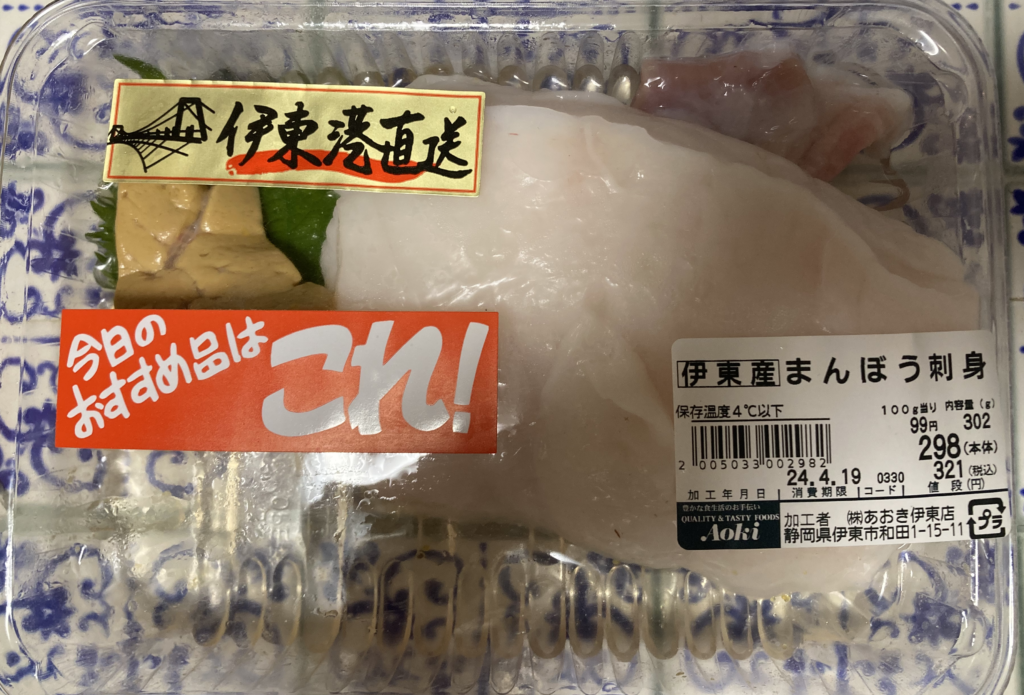 伊東港直送
今日の
おすすめ品は
これ!
伊東産 まんぼう刺身
保存温度4℃以下
100g当り 内容量(g)
99円 302
298(本体)
321(税込)
2 005033 002982
24.4.19 0330
加工年月日 消費期限 コード 値段(円)
豊かな食生活のお手伝い
QUALITY & TASTY FOODS
Aoki
加工者 (株)あおき伊東店
静岡県伊東市和田1-15-11
プラ